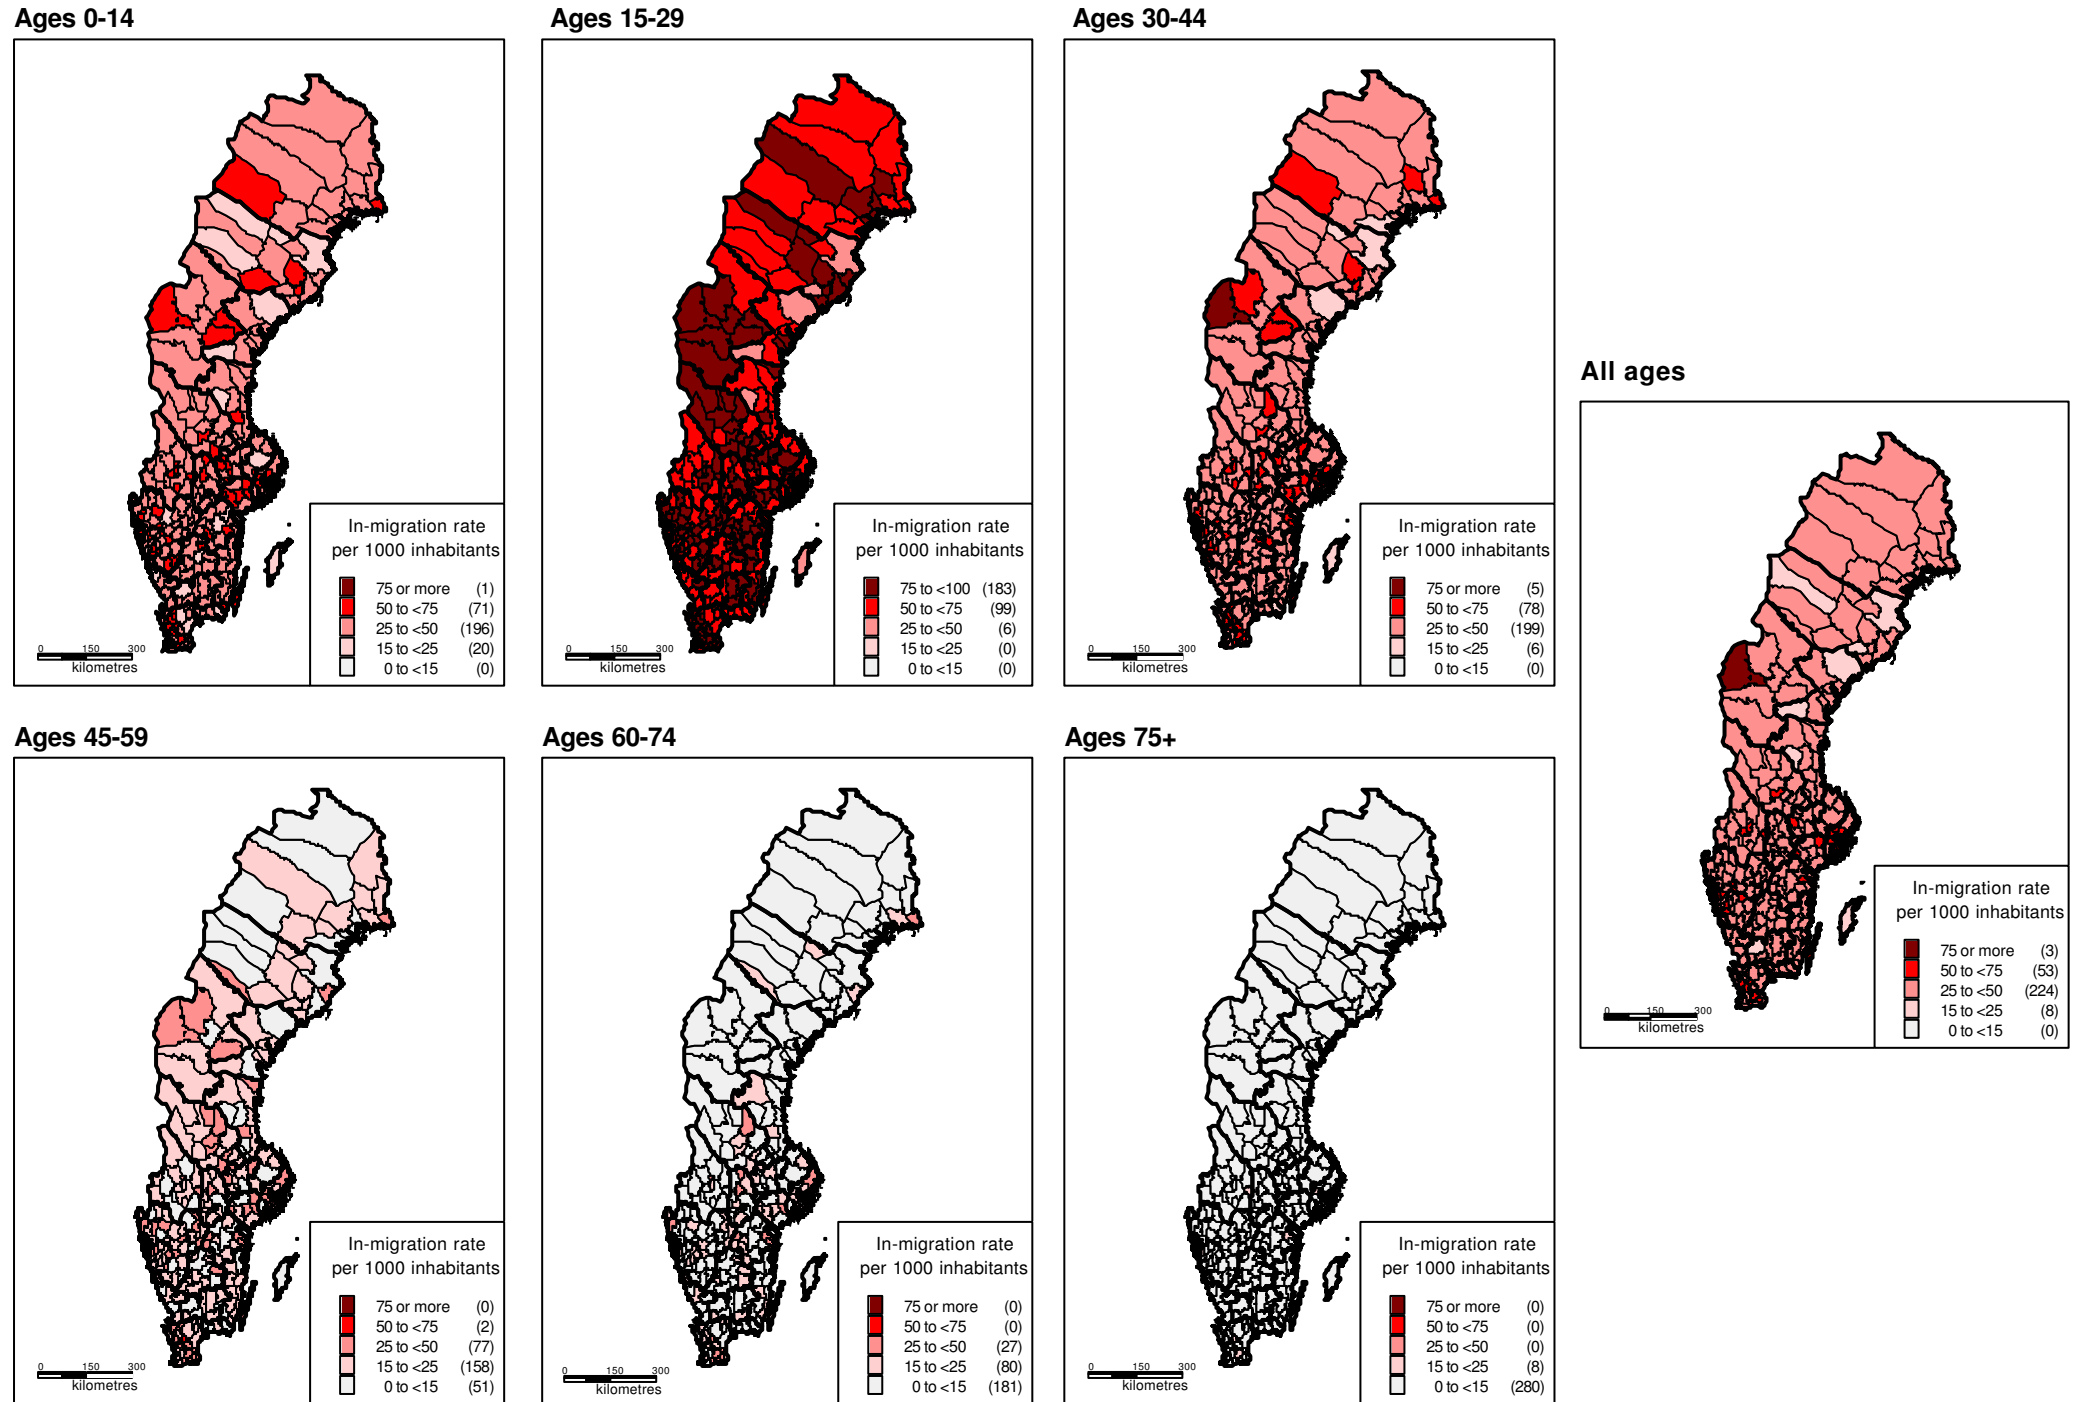 Ages 0-14
In-migration rate
per 1000 inhabitants
75 or more (1)
50 to <75 (71)
25 to <50 (196)
15 to <25 (20)
0 to <15 (0)
0 150 300
kilometres
Ages 15-29
In-migration rate
per 1000 inhabitants
75 to <100 (183)
50 to <75 (99)
25 to <50 (6)
15 to <25 (0)
0 to <15 (0)
0 150 300
kilometres
Ages 30-44
In-migration rate
per 1000 inhabitants
75 or more (5)
50 to <75 (78)
25 to <50 (199)
15 to <25 (6)
0 to <15 (0)
0 150 300
kilometres
All ages
In-migration rate
per 1000 inhabitants
75 or more (3)
50 to <75 (53)
25 to <50 (224)
15 to <25 (8)
0 to <15 (0)
0 150 300
kilometres
Ages 45-59
In-migration rate
per 1000 inhabitants
75 or more (0)
50 to <75 (2)
25 to <50 (77)
15 to <25 (158)
0 to <15 (51)
0 150 300
kilometres
Ages 60-74
In-migration rate
per 1000 inhabitants
75 or more (0)
50 to <75 (0)
25 to <50 (27)
15 to <25 (80)
0 to <15 (181)
0 150 300
kilometres
Ages 75+
In-migration rate
per 1000 inhabitants
75 or more (0)
50 to <75 (0)
25 to <50 (0)
15 to <25 (8)
0 to <15 (280)
0 150 300
kilometres